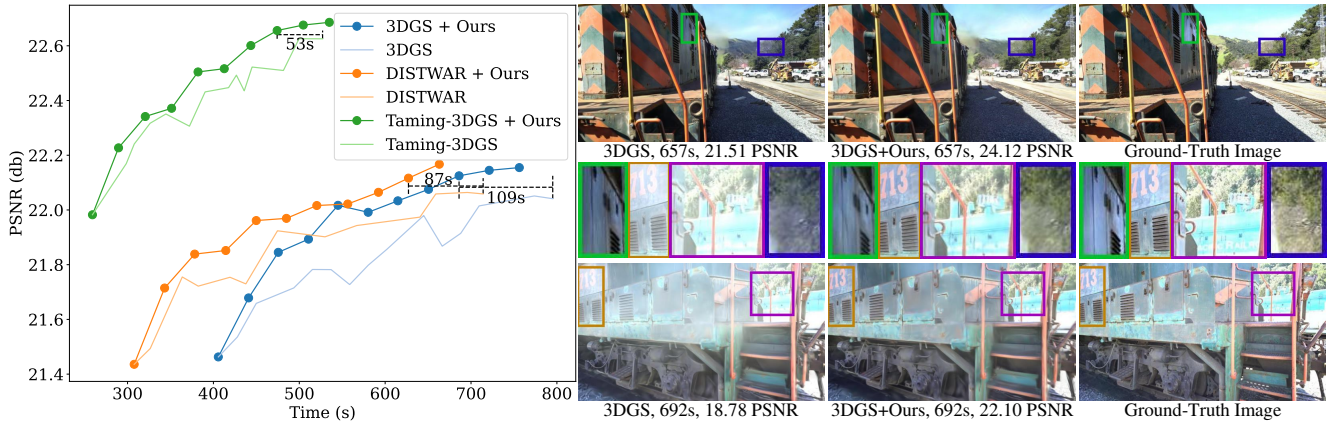 22.6
22.4
22.2
22.0
21.8
21.6
21.4
PSNR (db)
300
400
500
600
700
800
Time (s)
3DGS + Ours
3DGS
DISTWAR + Ours
DISTWAR
Taming-3DGS + Ours
Taming-3DGS
53s
87s
109s
3DGS, 657s, 21.51 PSNR
3DGS+Ours, 657s, 24.12 PSNR
Ground-Truth Image
713
713
713
3DGS, 692s, 18.78 PSNR
3DGS+Ours, 692s, 22.10 PSNR
Ground-Truth Image